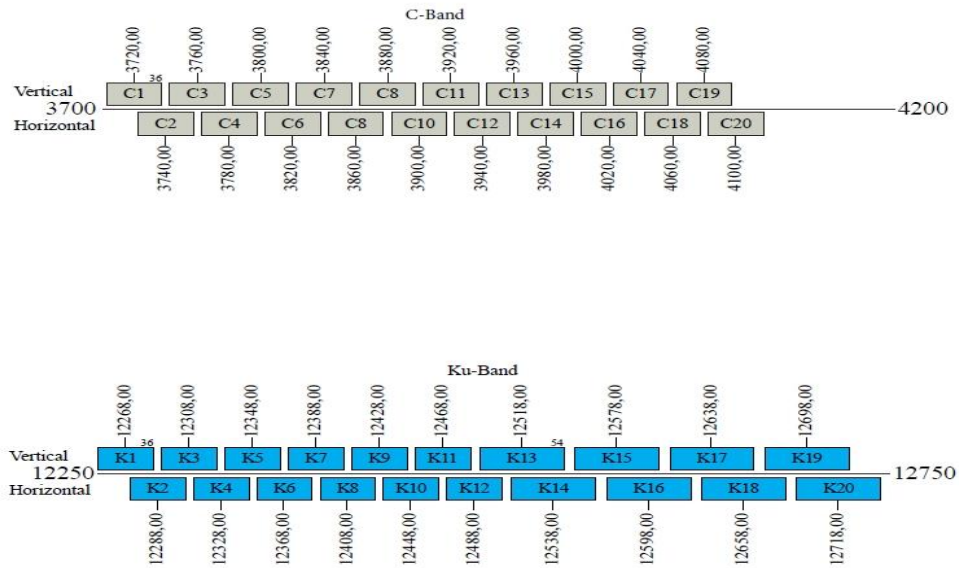 C-Band
3720,00 3760,00 3800,00 3840,00 3880,00 3920,00 3960,00 4000,00 4040,00 4080,00
36
Vertical C1 C3 C5 C7 C8 C11 C13 C15 C17 C19
3700 4200
Horizontal C2 C4 C6 C8 C10 C12 C14 C16 C18 C20
3740,00 3780,00 3820,00 3860,00 3900,00 3940,00 3980,00 4020,00 4060,00 4100,00
Ku-Band
12268,00 12308,00 12348,00 12388,00 12428,00 12468,00 12518,00 12578,00 12638,00 12698,00
36 54
Vertical K1 K3 K5 K7 K9 K11 K13 K15 K17 K19
12250 12750
Horizontal K2 K4 K6 K8 K10 K12 K14 K16 K18 K20
12288,00 12328,00 12368,00 12408,00 12448,00 12488,00 12538,00 12598,00 12658,00 12718,00